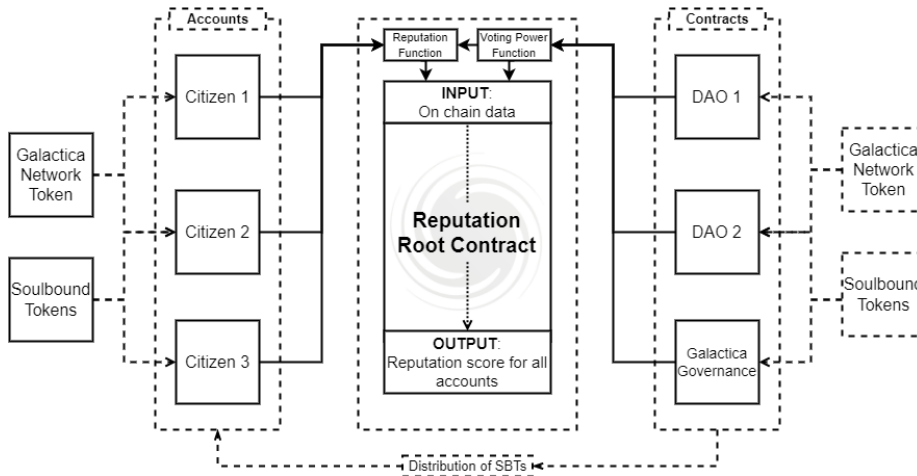 Accounts
Contracts
Reputation
Function
Voting Power
Function
Citizen 1
INPUT:
On chain data
DAO 1
Galactica
Network
Token
Galactica
Network
Token
Citizen 2
Reputation
Root Contract
DAO 2
Soulbound
Tokens
Soulbound
Tokens
Citizen 3
OUTPUT:
Reputation score for all
accounts
Galactica
Governance
Distribution of SBTs